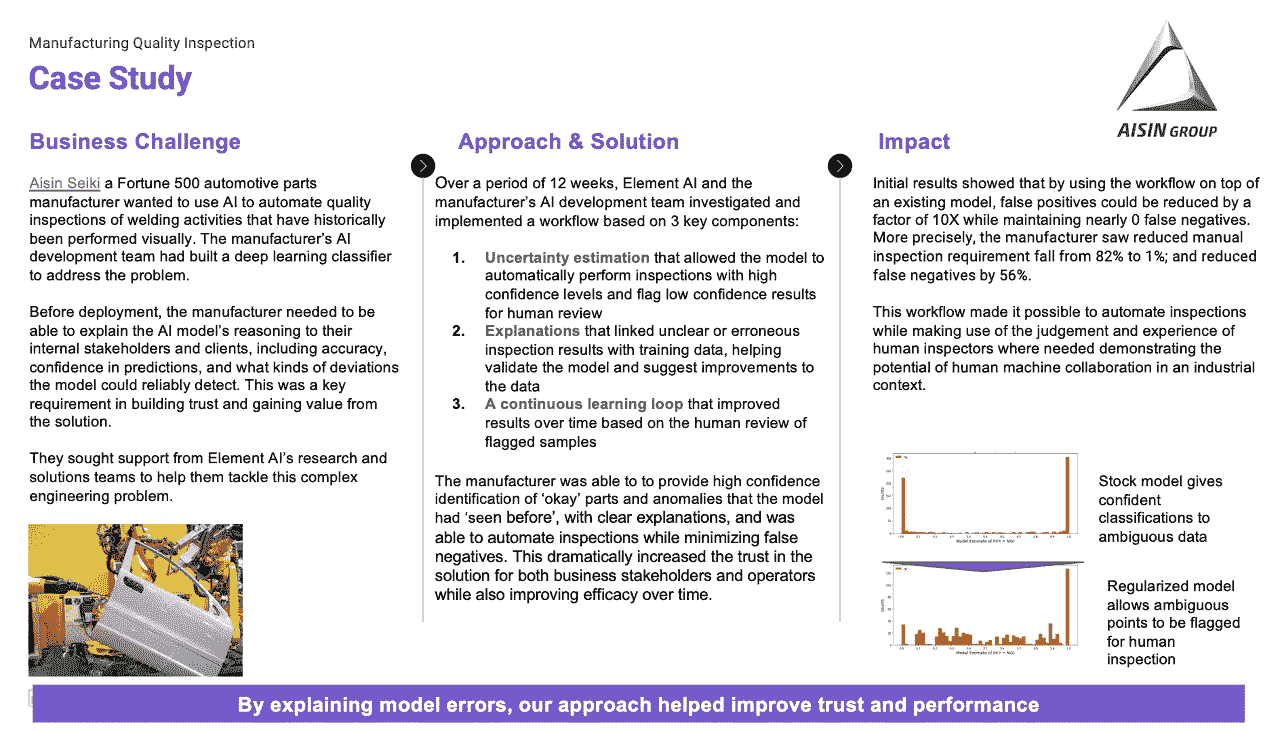 Manufacturing Quality Inspection
Case Study
AISIN GROUP
Business Challenge
Aisin Seiki a Fortune 500 automotive parts
manufacturer wanted to use AI to automate quality
inspections of welding activities that have historically
been performed visually. The manufacturer's AI
development team had built a deep learning classifier
to address the problem.
Before deployment, the manufacturer needed to be
able to explain the AI model's reasoning to their
internal stakeholders and clients, including accuracy,
confidence in predictions, and what kinds of deviations
the model could reliably detect. This was a key
requirement in building trust and gaining value from
the solution.
They sought support from Element AI's research and
solutions teams to help them tackle this complex
engineering problem.
Approach & Solution
Over a period of 12 weeks, Element AI and the
manufacturer's AI development team investigated and
implemented a workflow based on 3 key components:
1. Uncertainty estimation that allowed the model to
automatically perform inspections with high
confidence levels and flag low confidence results
for human review
2. Explanations that linked unclear or erroneous
inspection results with training data, helping
validate the model and suggest improvements to
the data
3. A continuous learning loop that improved
results over time based on the human review of
flagged samples
The manufacturer was able to to provide high confidence
identification of 'okay' parts and anomalies that the model
had 'seen before', with clear explanations, and was
able to automate inspections while minimizing false
negatives. This dramatically increased the trust in the
solution for both business stakeholders and operators
while also improving efficacy over time.
Impact
Initial results showed that by using the workflow on top of
an existing model, false positives could be reduced by a
factor of 10X while maintaining nearly 0 false negatives.
More precisely, the manufacturer saw reduced manual
inspection requirement fall from 82% to 1%; and reduced
false negatives by 56%.
This workflow made it possible to automate inspections
while making use of the judgement and experience of
human inspectors where needed demonstrating the
potential of human machine collaboration in an industrial
context.
Stock model gives
confident
classifications to
ambiguous data
Regularized model
allows ambiguous
points to be flagged
for human
inspection
By explaining model errors, our approach helped improve trust and performance